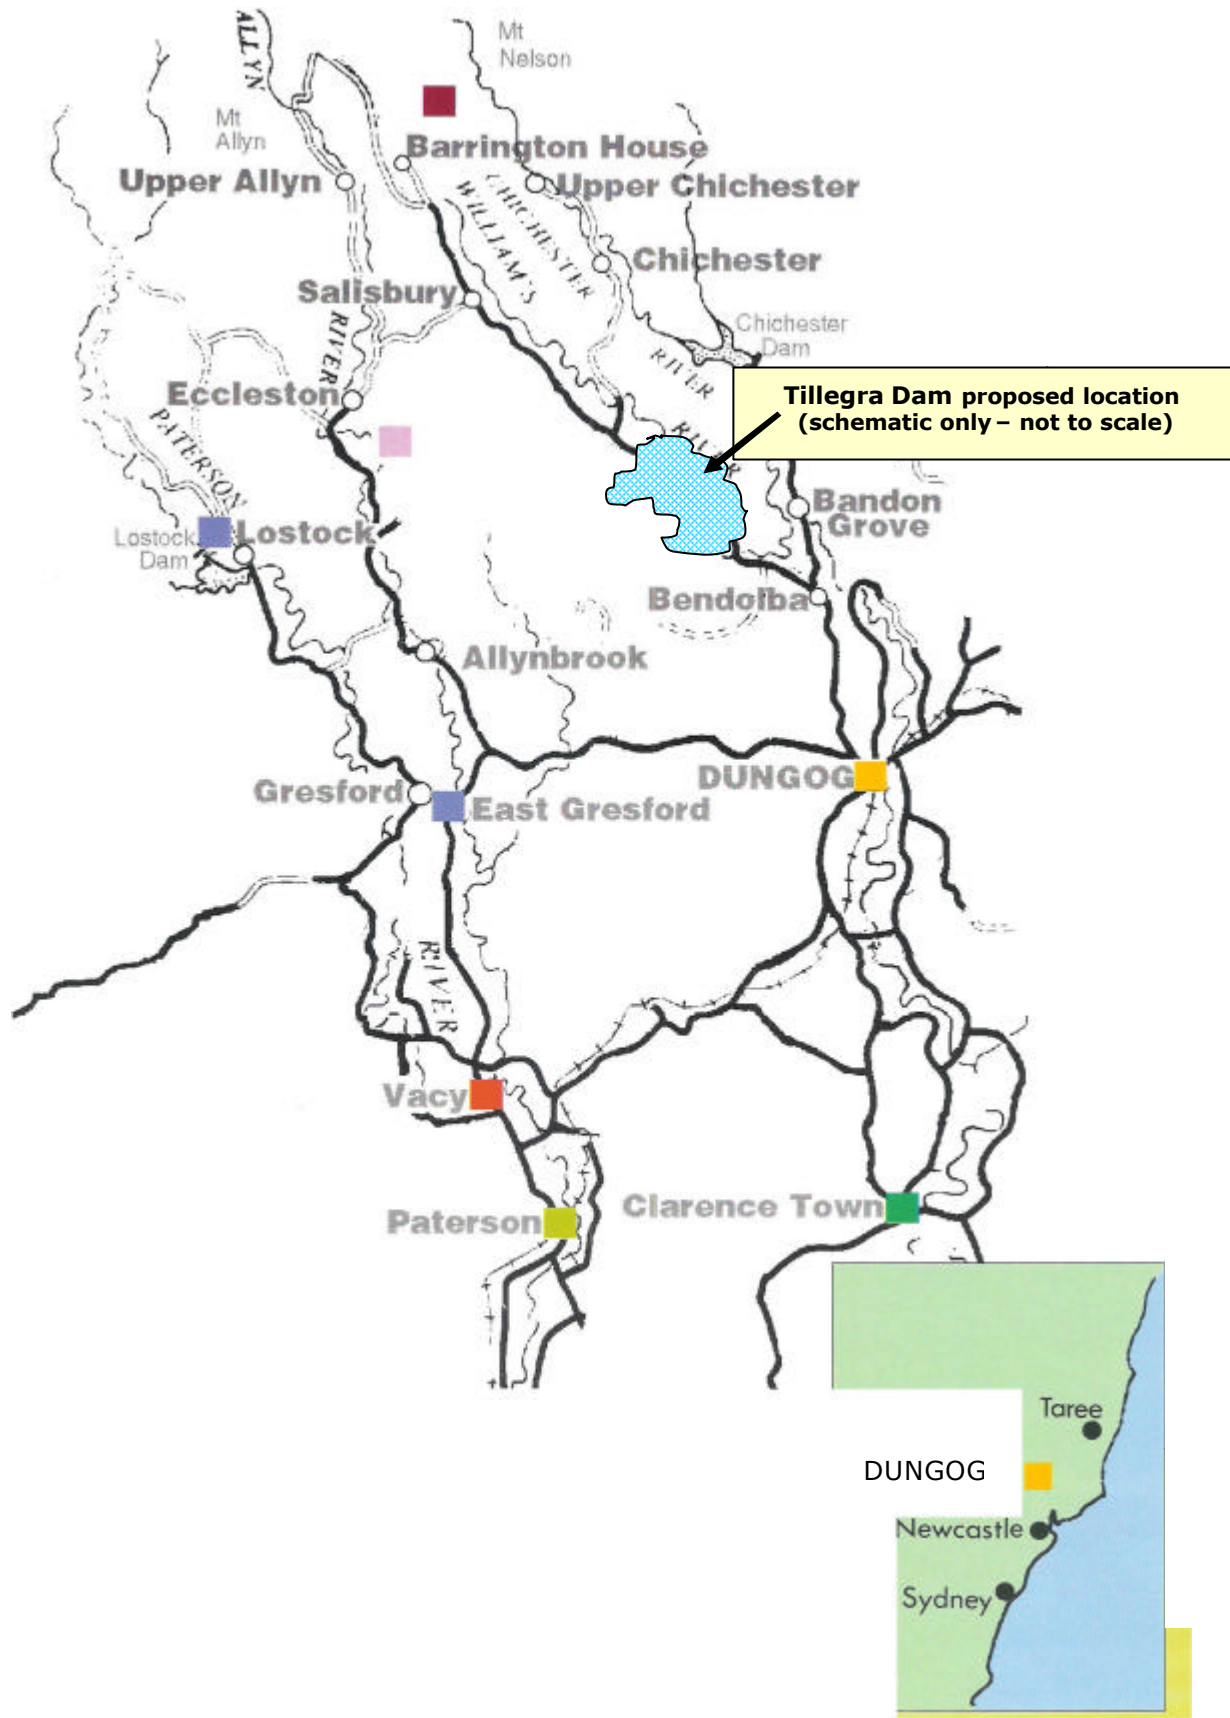 ALLYN
Mt
Nelson
Mt
Allyn
Barrington House
Upper Allyn
Upper Chichester
CHICHESTER
WILLIAM'S
Chichester
Salisbury
RIVER
Chichester
Dam
RIVER
Tillegra Dam proposed location
(schematic only – not to scale)
Eccleston
PATERSON
RIVER
Bandon
Grove
Lostock
Dam
Lostock
Bendolba
Allynbrook
DUNGOG
Gresford
East Gresford
RIVER
Vacy
Clarence Town
Paterson
Taree
DUNGOG
Newcastle
Sydney